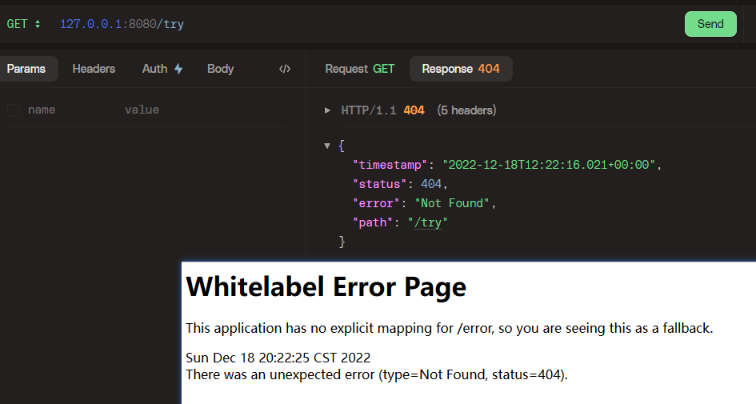 GET 127.0.0.1:8080/try Send
Params Headers Auth Body </>
Request GET Response 404
name value
HTTP/1.1 404 (5 headers)
{
"timestamp": "2022-12-18T12:22:16.021+00:00",
"status": 404,
"error": "Not Found",
"path": "/try"
}
Whitelabel Error Page
This application has no explicit mapping for /error, so you are seeing this as a fallback.
Sun Dec 18 20:22:25 CST 2022
There was an unexpected error (type=Not Found, status=404).